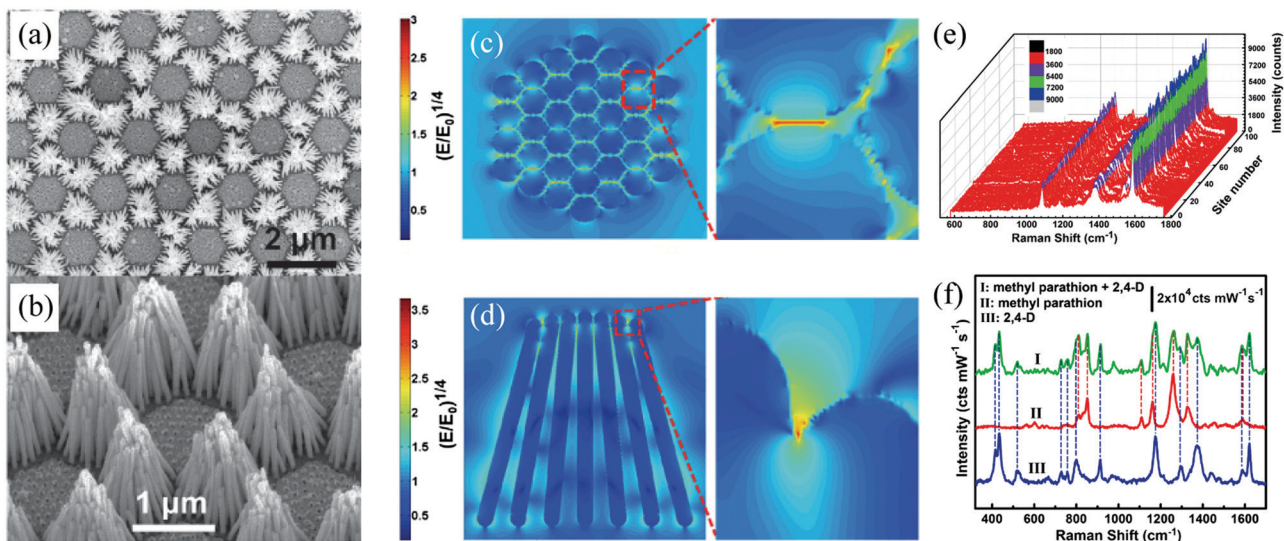 (a)
2 μm
(b)
1 μm
(c)
3
2.5
2
1.5
1
0.5
(E/E0)1/4
(d)
3.5
3
2.5
2
1.5
1
0.5
(E/E0)1/4
(e)
1800
3600
5400
7200
9000
9000
7200
5400
3600
1800
0
Intensity (counts)
100
80
60
40
20
0
Site number
600 800 1000 1200 1400 1600 1800
Raman Shift (cm-1)
(f)
I: methyl parathion + 2,4-D
II: methyl parathion
III: 2,4-D
2x10⁴ cts mW⁻¹s⁻¹
I
II
III
Intensity (cts mW⁻¹ s⁻¹)
400 600 800 1000 1200 1400 1600
Raman Shift (cm⁻¹)